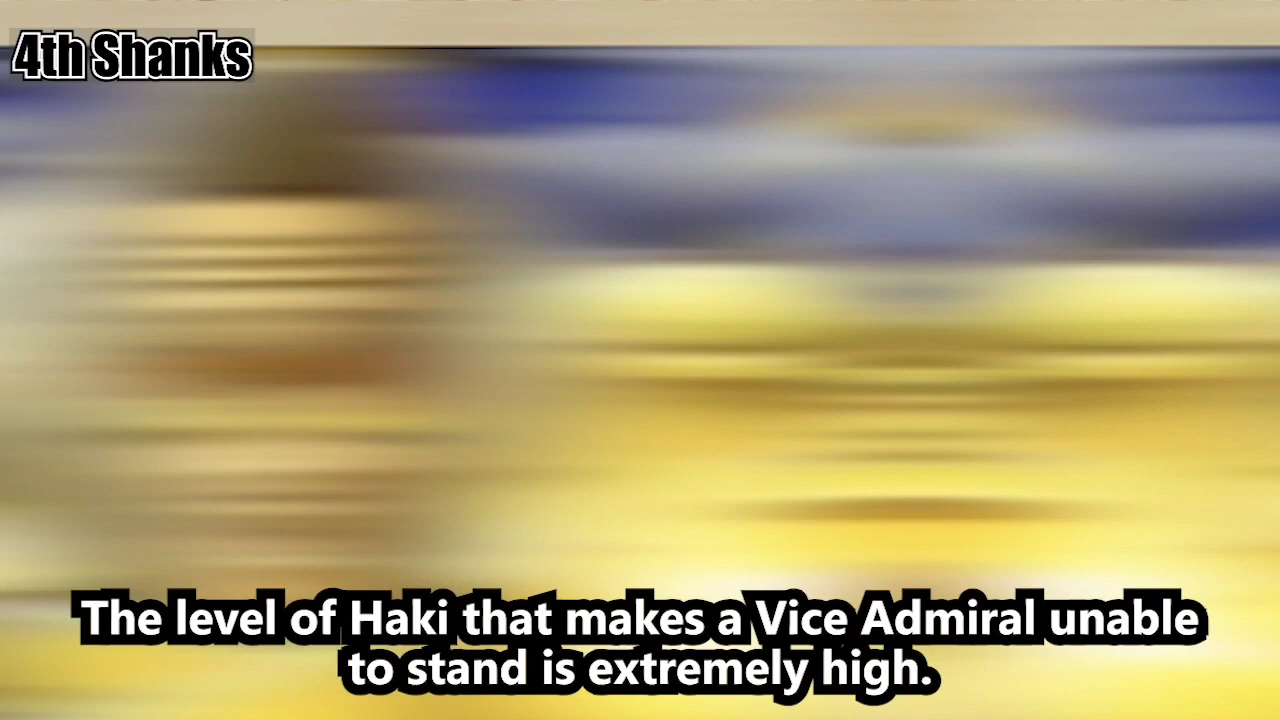 4th Shanks
The level of Haki that makes a Vice Admiral unable
to stand is extremely high.